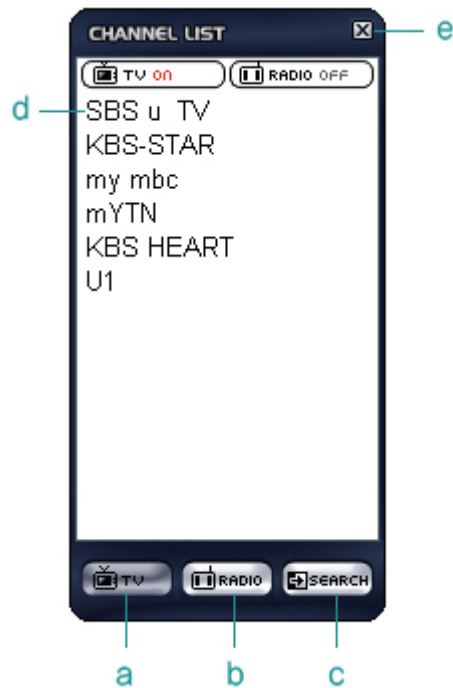 CHANNEL LIST
e
TV ON RADIO OFF
d
SBS u TV
KBS-STAR
my mbc
mYTN
KBS HEART
U1
TV RADIO SEARCH
a b c